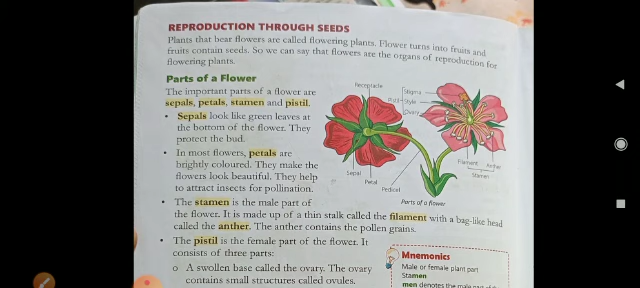 REPRODUCTION THROUGH SEEDS
Plants that bear flowers are called flowering plants. Flower turns into fruits and
fruits contain seeds. So we can say that flowers are the organs of reproduction for
flowering plants.
Parts of a Flower
The important parts of a flower are
sepals, petals, stamen and pistil.
• Sepals look like green leaves at
the bottom of the flower. They
protect the bud.
• In most flowers, petals are
brightly coloured. They make the
flowers look beautiful. They help
to attract insects for pollination.
Receptacle
Pistil
Stigma
Style
Ovary
Sepal
Petal
Pedicel
Filament
Anther
Stamen
Parts of a flower
• The stamen is the male part of
the flower. It is made up of a thin stalk called the filament with a bag-like head
called the anther. The anther contains the pollen grains.
• The pistil is the female part of the flower. It
consists of three parts:
o A swollen base called the ovary. The ovary
contains small structures called ovules.
Mnemonics
Male or female plant part
Stamen
men denotes the male part of